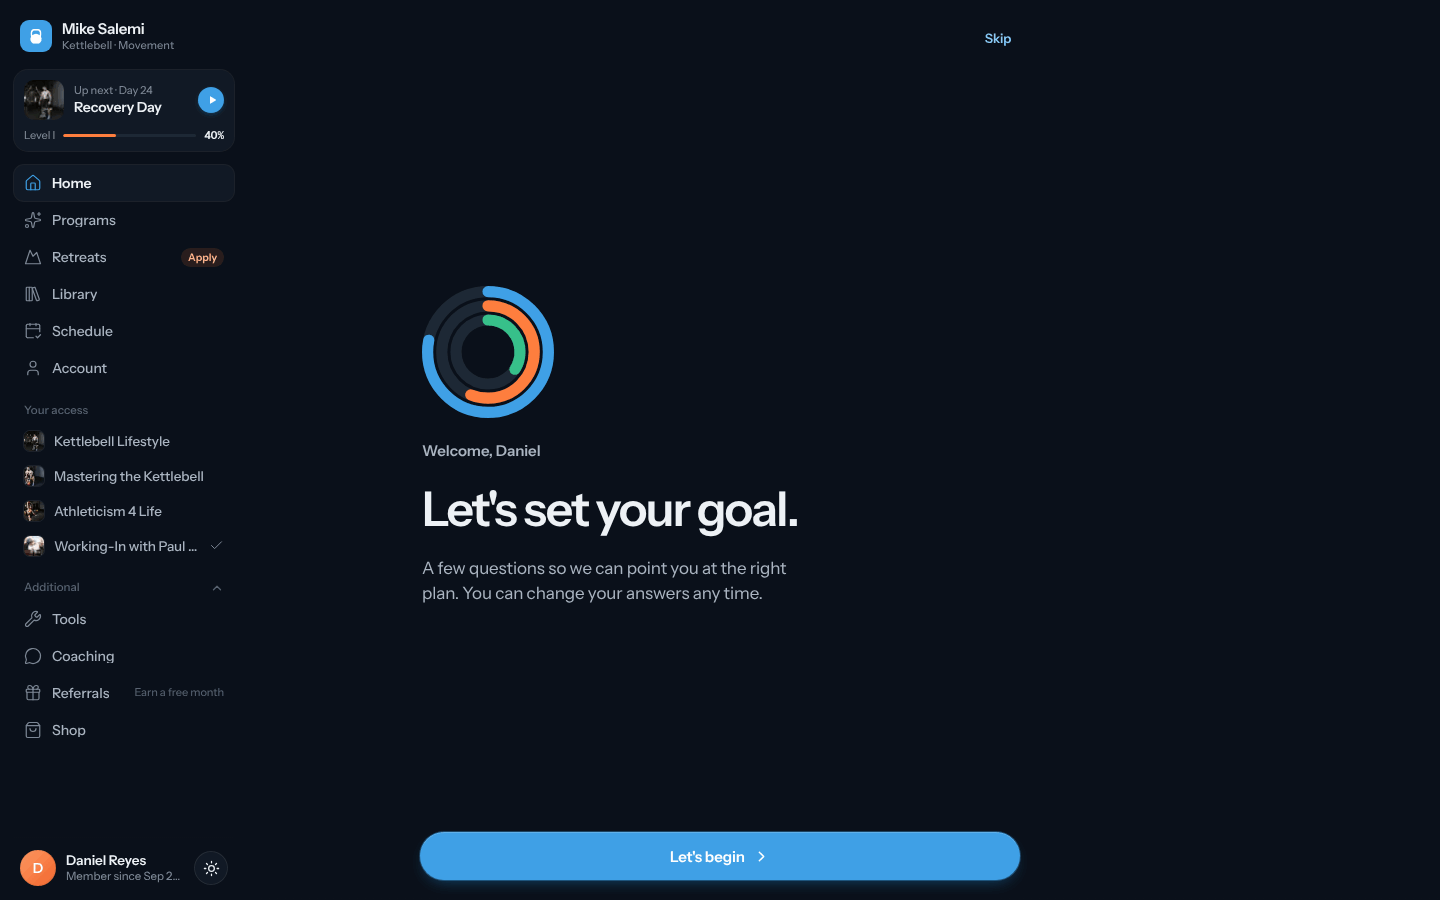 Mike Salemi
Kettlebell · Movement
Up next · Day 24
Recovery Day
Level I
40%
Home
Programs
Retreats
Apply
Library
Schedule
Account
Your access
Kettlebell Lifestyle
Mastering the Kettlebell
Athleticism 4 Life
Working-In with Paul ...
Additional
Tools
Coaching
Referrals
Earn a free month
Shop
D
Daniel Reyes
Member since Sep 2...
Skip
Welcome, Daniel
Let's set your goal.
A few questions so we can point you at the right
plan. You can change your answers any time.
Let's begin